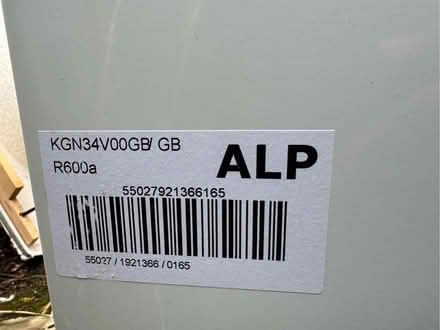 KGN34V00GB/ GB
ALP
R600a
55027921366165
55027 / 1921366 / 0165